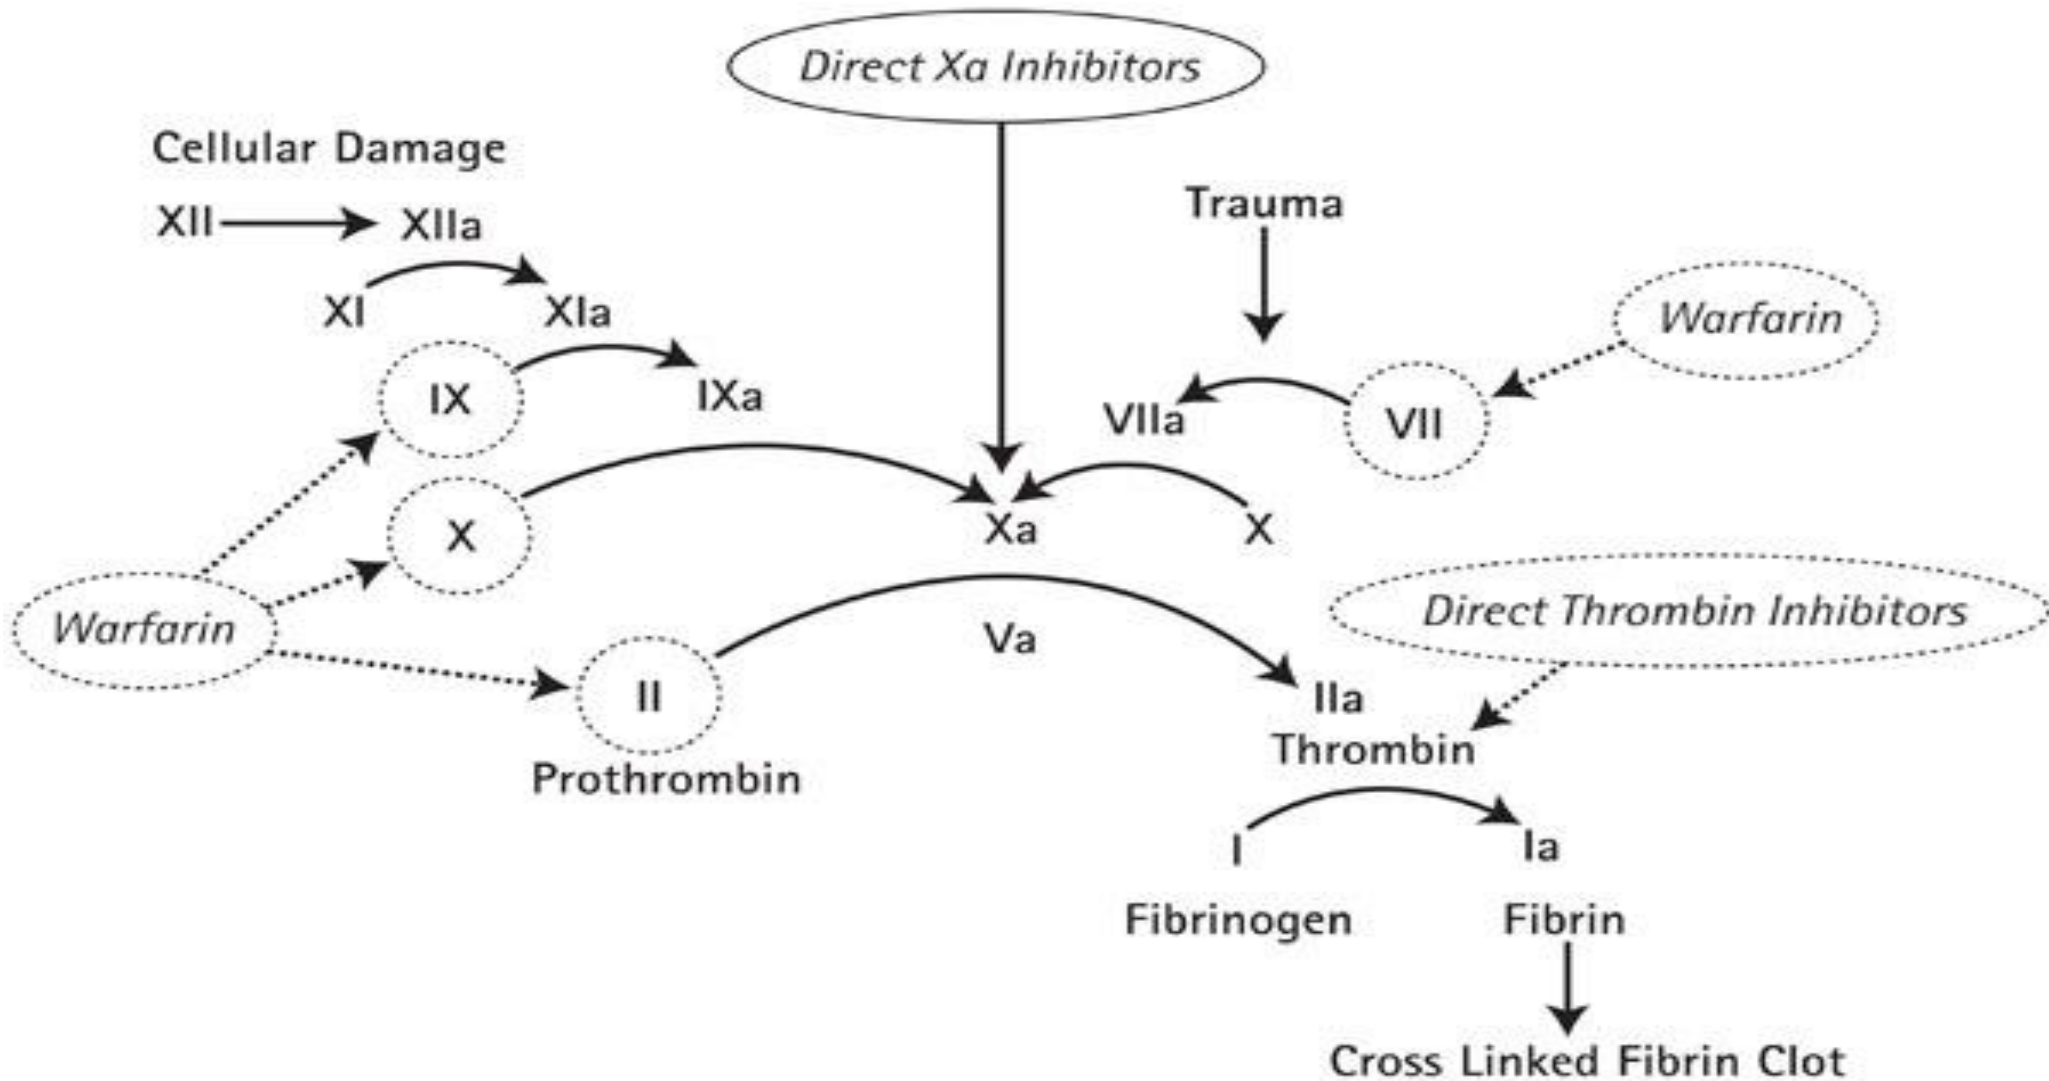 Direct Xa Inhibitors
Cellular Damage
Trauma
XII
XIIa
XI
XIa
Warfarin
IX
IXa
VIIa
VII
X
Xa
X
Warfarin
Direct Thrombin Inhibitors
Va
II
IIa
Prothrombin
Thrombin
I
Ia
Fibrinogen
Fibrin
Cross Linked Fibrin Clot